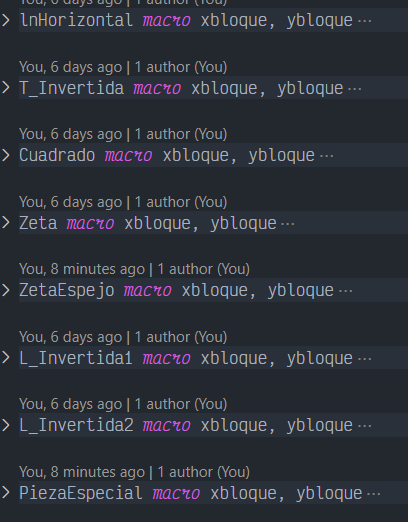 You, 6 days ago | 1 author (You)
lnHorizontal macro xbloque, ybloque ···
You, 6 days ago | 1 author (You)
T_Invertida macro xbloque, ybloque ···
You, 6 days ago | 1 author (You)
Cuadrado macro xbloque, ybloque ···
You, 6 days ago | 1 author (You)
Zeta macro xbloque, ybloque ···
You, 8 minutes ago | 1 author (You)
ZetaEspejo macro xbloque, ybloque ···
You, 6 days ago | 1 author (You)
L_Invertida1 macro xbloque, ybloque ···
You, 6 days ago | 1 author (You)
L_Invertida2 macro xbloque, ybloque ···
You, 8 minutes ago | 1 author (You)
PiezaEspecial macro xbloque, ybloque ···